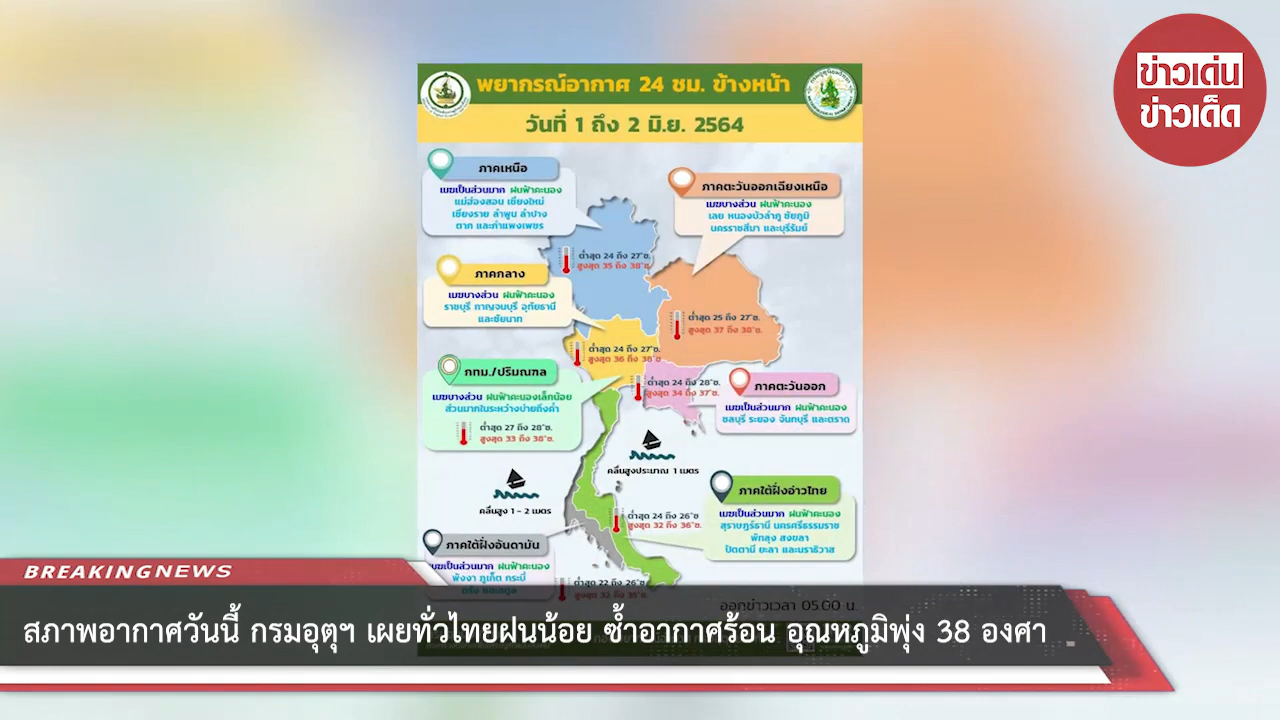 ข่าวเด่น
ข่าวเด็ด
พยากรณ์อากาศ 24 ชม. ข้างหน้า
วันที่ 1 ถึง 2 มิ.ย. 2564
ภาคเหนือ
เมฆเป็นส่วนมาก ฝนฟ้าคะนอง
แม่ฮ่องสอน เชียงใหม่
เชียงราย ลำพูน ลำปาง
ตาก และกำแพงเพชร
ต่ำสุด 24 ถึง 27°ซ.
สูงสุด 35 ถึง 38°ซ.
ภาคตะวันออกเฉียงเหนือ
เมฆบางส่วน ฝนฟ้าคะนอง
เลย หนองบัวลำภู ชัยภูมิ
นครราชสีมา และบุรีรัมย์
ต่ำสุด 25 ถึง 27°ซ.
สูงสุด 37 ถึง 38°ซ.
ภาคกลาง
เมฆบางส่วน ฝนฟ้าคะนอง
ราชบุรี กาญจนบุรี อุทัยธานี
และชัยนาท
ต่ำสุด 24 ถึง 27°ซ.
สูงสุด 36 ถึง 38°ซ.
กทม./ปริมณฑล
เมฆบางส่วน ฝนฟ้าคะนองเล็กน้อย
ส่วนมากในระหว่างบ่ายถึงค่ำ
ต่ำสุด 27 ถึง 28°ซ.
สูงสุด 33 ถึง 38°ซ.
ต่ำสุด 24 ถึง 28°ซ.
สูงสุด 34 ถึง 37°ซ.
ภาคตะวันออก
เมฆเป็นส่วนมาก ฝนฟ้าคะนอง
ชลบุรี ระยอง จันทบุรี และตราด
คลื่นสูงประมาณ 1 เมตร
คลื่นสูง 1 - 2 เมตร
ภาคใต้ฝั่งอ่าวไทย
เมฆเป็นส่วนมาก ฝนฟ้าคะนอง
สุราษฎร์ธานี นครศรีธรรมราช
พัทลุง สงขลา
ปัตตานี ยะลา และนราธิวาส
ต่ำสุด 24 ถึง 26°ซ
สูงสุด 32 ถึง 36°ซ.
ภาคใต้ฝั่งอันดามัน
เมฆเป็นส่วนมาก ฝนฟ้าคะนอง
พังงา ภูเก็ต กระบี่
ตรัง และสตูล
ต่ำสุด 22 ถึง 26°ซ
สูงสุด 32 ถึง 35°ซ.
ออกข่าวเวลา 05.00 น.
BREAKINGNEWS
สภาพอากาศวันนี้ กรมอุตุฯ เผยทั่วไทยฝนน้อย ซ้ำอากาศร้อน อุณหภูมิพุ่ง 38 องศา